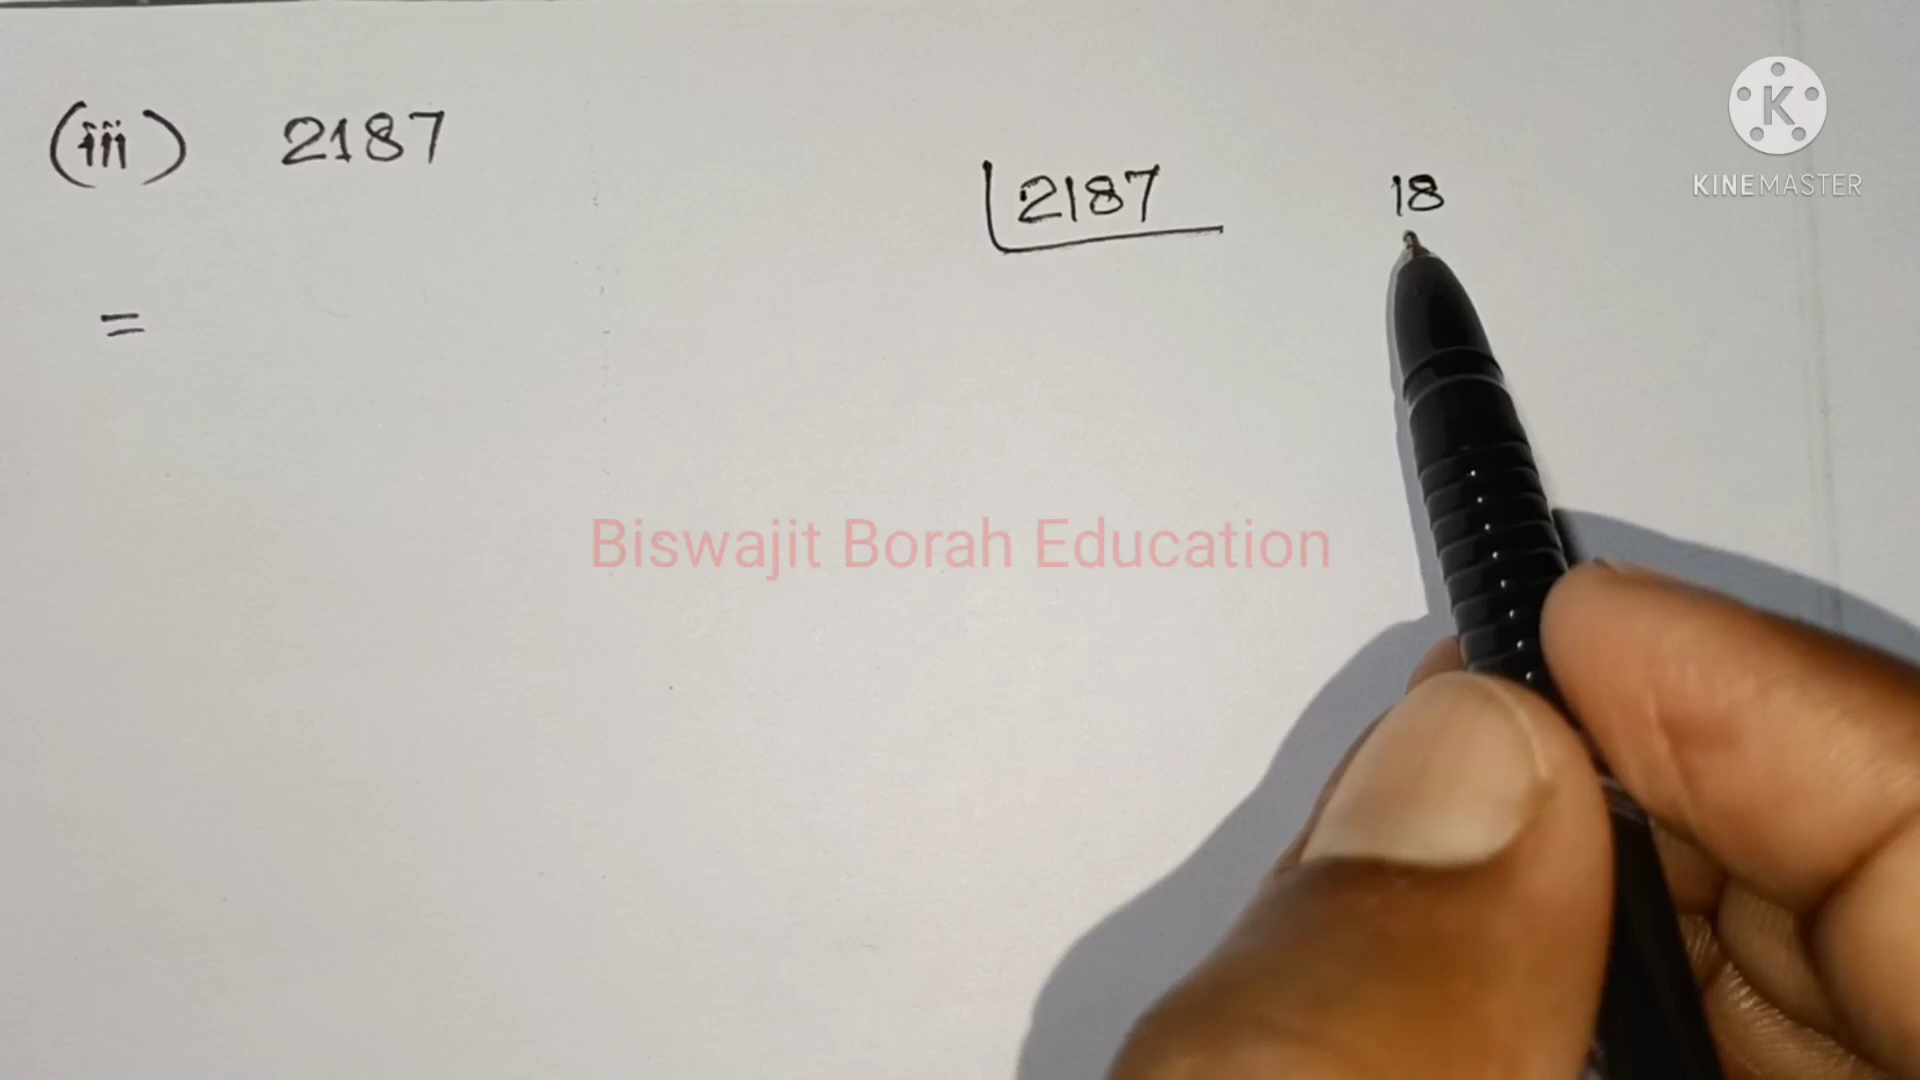 (iii) 2187
2187 18
=
KINEMASTER
Biswajit Borah Education